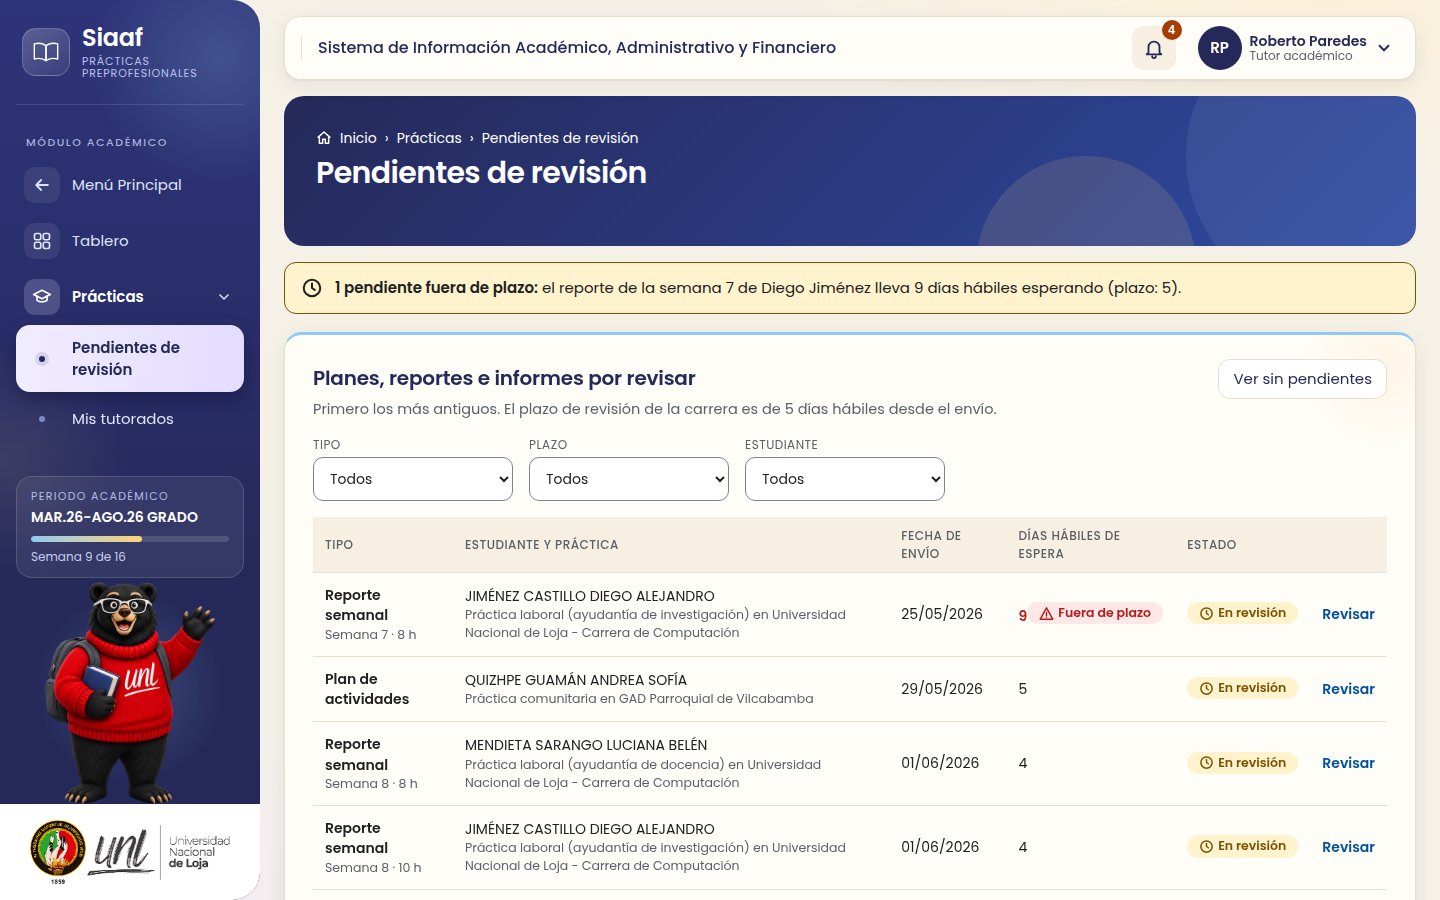 Siaaf
PRÁCTICAS
PREPROFESIONALES
MÓDULO ACADÉMICO
Menú Principal
Tablero
Prácticas
Pendientes de
revisión
Mis tutorados
PERIODO ACADÉMICO
MAR.26-AGO.26 GRADO
Semana 9 de 16
unl
1859
unl
Universidad
Nacional
de Loja
Sistema de Información Académico, Administrativo y Financiero
4
RP
Roberto Paredes
Tutor académico
Inicio › Prácticas › Pendientes de revisión
Pendientes de revisión
1 pendiente fuera de plazo: el reporte de la semana 7 de Diego Jiménez lleva 9 días hábiles esperando (plazo: 5).
Planes, reportes e informes por revisar
Ver sin pendientes
Primero los más antiguos. El plazo de revisión de la carrera es de 5 días hábiles desde el envío.
TIPO PLAZO ESTUDIANTE
Todos Todos Todos
TIPO ESTUDIANTE Y PRÁCTICA FECHA DE ENVÍO DÍAS HÁBILES DE ESPERA ESTADO
Reporte semanal
Semana 7 · 8 h
JIMÉNEZ CASTILLO DIEGO ALEJANDRO
Práctica laboral (ayudantía de investigación) en Universidad
Nacional de Loja - Carrera de Computación
25/05/2026 9 Fuera de plazo En revisión Revisar
Plan de actividades
QUIZHPE GUAMÁN ANDREA SOFÍA
Práctica comunitaria en GAD Parroquial de Vilcabamba
29/05/2026 5 En revisión Revisar
Reporte semanal
Semana 8 · 8 h
MENDIETA SARANGO LUCIANA BELÉN
Práctica laboral (ayudantía de docencia) en Universidad
Nacional de Loja - Carrera de Computación
01/06/2026 4 En revisión Revisar
Reporte semanal
Semana 8 · 10 h
JIMÉNEZ CASTILLO DIEGO ALEJANDRO
Práctica laboral (ayudantía de investigación) en Universidad
Nacional de Loja - Carrera de Computación
01/06/2026 4 En revisión Revisar